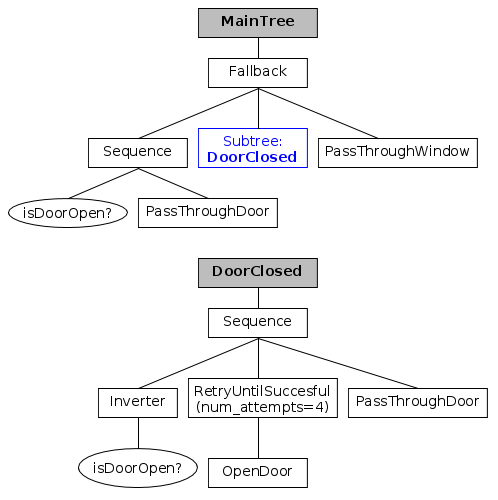 MainTree
Fallback
Sequence
Subtree:
DoorClosed
PassThroughWindow
isDoorOpen?
PassThroughDoor
DoorClosed
Sequence
Inverter
RetryUntilSuccesful
(num_attempts=4)
PassThroughDoor
isDoorOpen?
OpenDoor